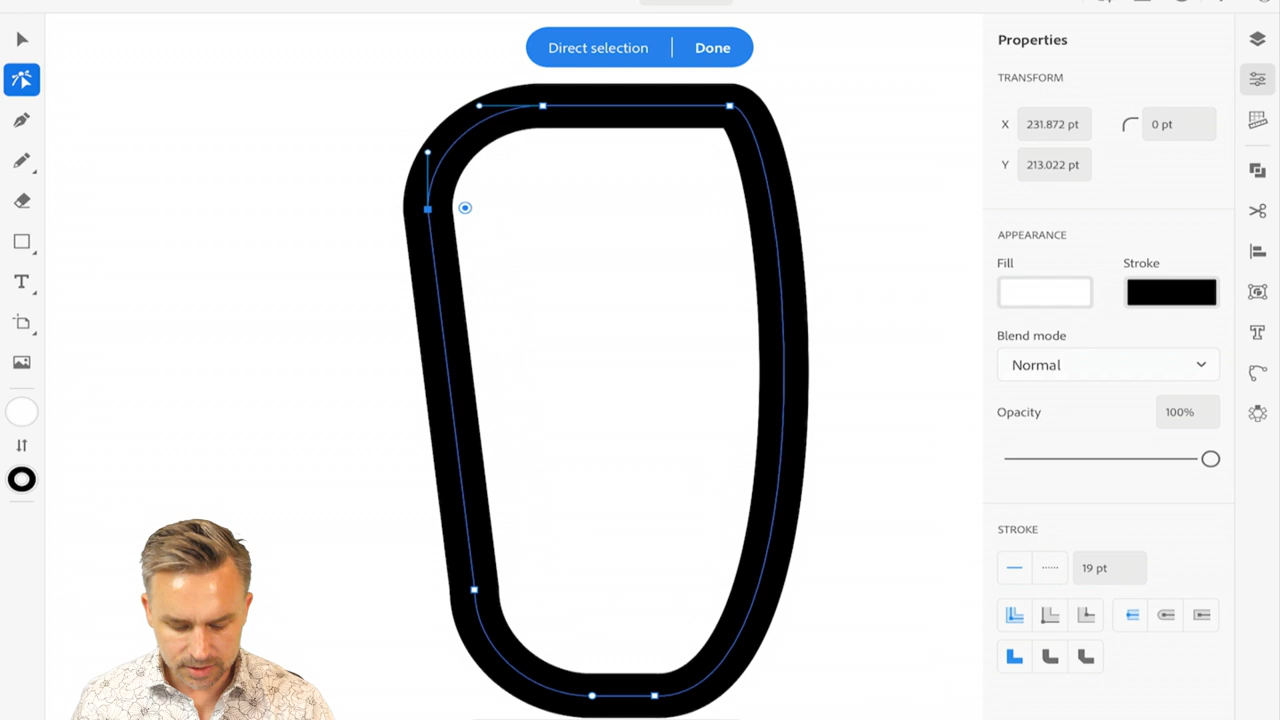 Direct selection
Done
Properties
TRANSFORM
X 231.872 pt
0 pt
Y 213.022 pt
APPEARANCE
Fill
Stroke
Blend mode
Normal
Opacity
100%
STROKE
19 pt